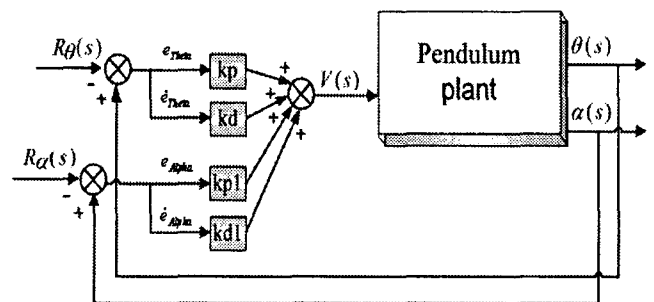 Rθ(s)
e_Theta
kp
ė_Theta
kd
V(s)
Pendulum
plant
θ(s)
α(s)
Rα(s)
e_Alpha
kp1
ė_Alpha
kd1
- + + + + + - +